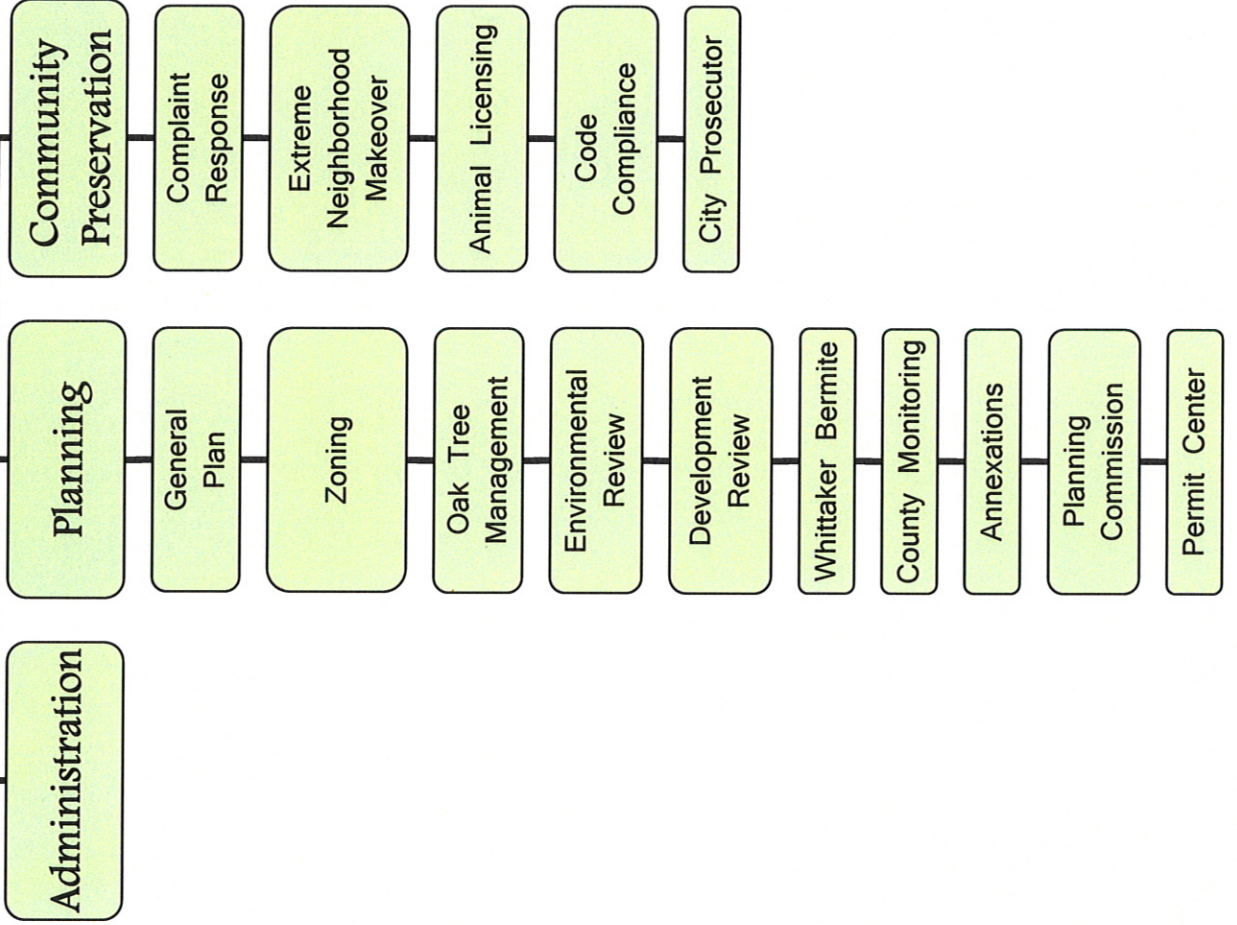 Administration
Planning
General
Plan
Zoning
Oak Tree
Management
Environmental
Review
Development
Review
Whittaker Bermite
County Monitoring
Annexations
Planning
Commission
Permit Center
Community
Preservation
Complaint
Response
Extreme
Neighborhood
Makeover
Animal Licensing
Code
Compliance
City Prosecutor